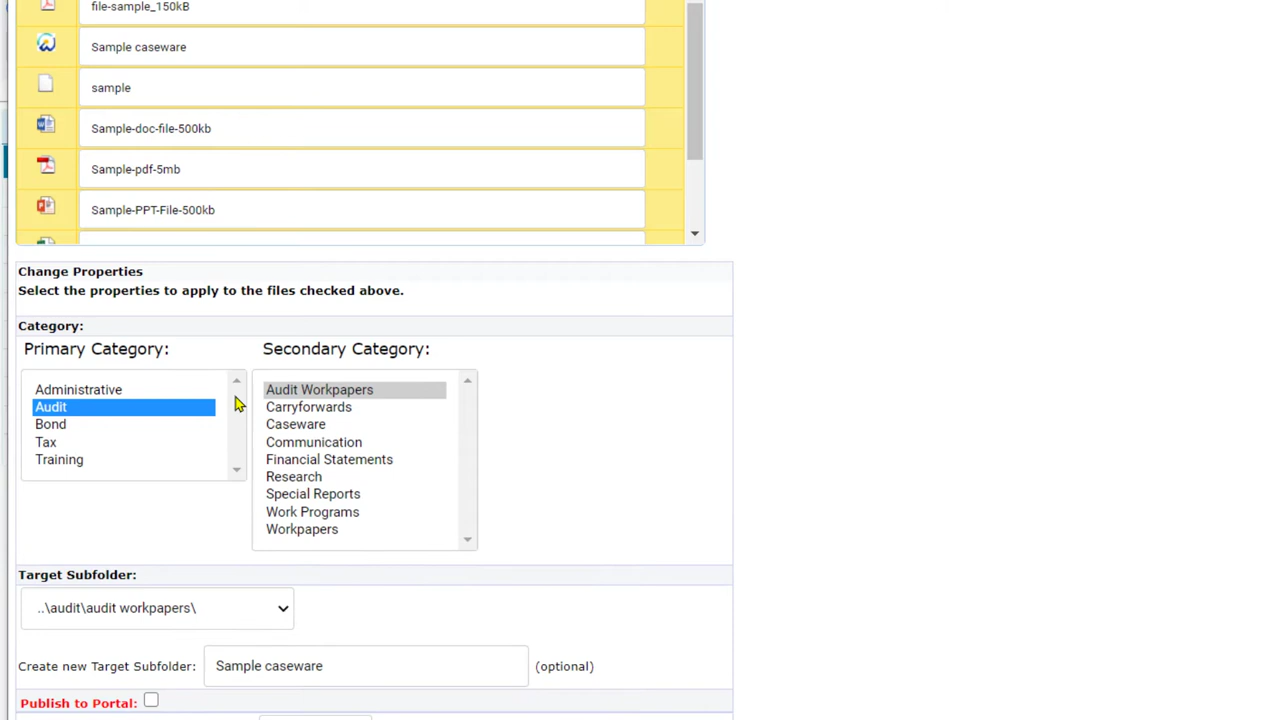 file-sample_150kB
Sample caseware
sample
Sample-doc-file-500kb
Sample-pdf-5mb
Sample-PPT-File-500kb
Change Properties
Select the properties to apply to the files checked above.
Category:
Primary Category: Secondary Category:
Administrative Audit Workpapers
Audit Carryforwards
Bond Caseware
Tax Communication
Training Financial Statements
Research
Special Reports
Work Programs
Workpapers
Target Subfolder:
..\audit\audit workpapers\
Create new Target Subfolder: Sample caseware (optional)
Publish to Portal: